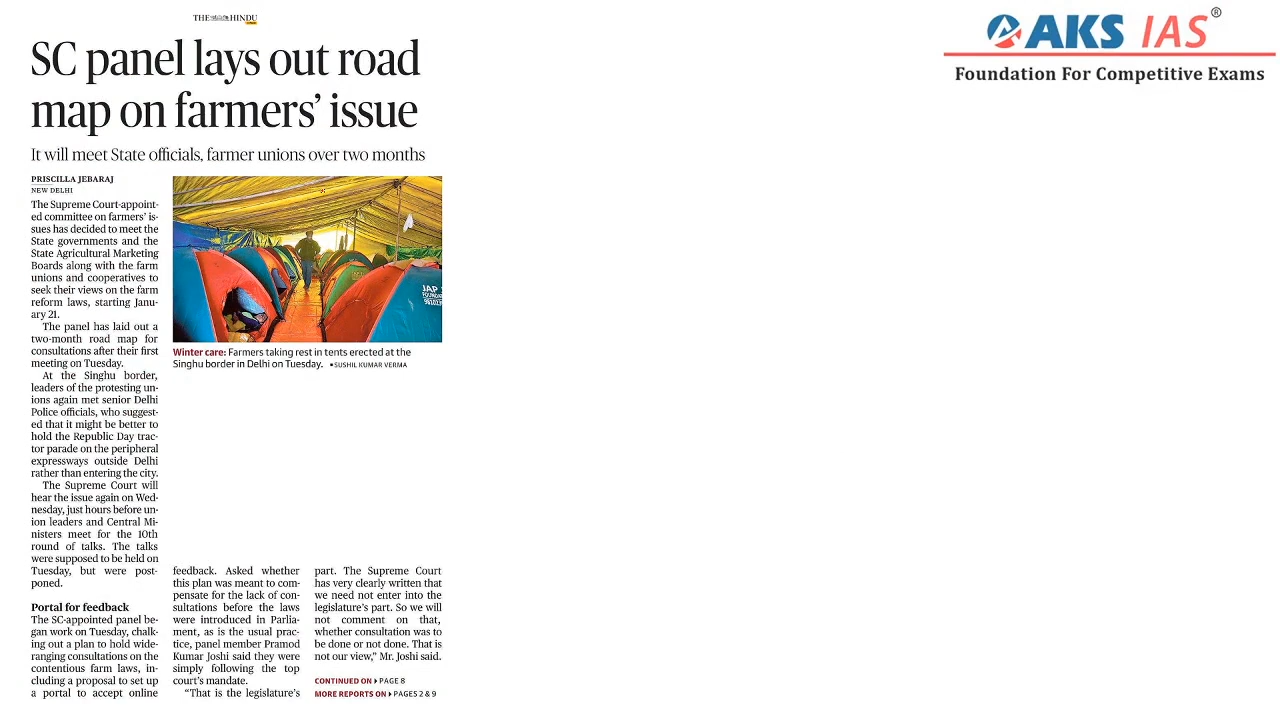 THE HINDU
SC panel lays out road
map on farmers' issue
It will meet State officials, farmer unions over two months
PRISCILLA JEBARAJ
NEW DELHI
The Supreme Court-appoint-
ed committee on farmers' is-
sues has decided to meet the
State governments and the
State Agricultural Marketing
Boards along with the farm
unions and cooperatives to
seek their views on the farm
reform laws, starting Janu-
ary 21.
The panel has laid out a
two-month road map for
consultations after their first
meeting on Tuesday.
At the Singhu border,
leaders of the protesting un-
ions again met senior Delhi
Police officials, who suggest-
ed that it might be better to
hold the Republic Day trac-
tor parade on the peripheral
expressways outside Delhi
rather than entering the city.
The Supreme Court will
hear the issue again on Wed-
nesday, just hours before un-
ion leaders and Central Mi-
nisters meet for the 10th
round of talks. The talks
were supposed to be held on
Tuesday, but were post-
poned.
Portal for feedback
The SC-appointed panel be-
gan work on Tuesday, chalk-
ing out a plan to hold wide-
ranging consultations on the
contentious farm laws, in-
cluding a proposal to set up
a portal to accept online
JAP
FOUND
Winter care: Farmers taking rest in tents erected at the
Singhu border in Delhi on Tuesday. ▪ SUSHIL KUMAR VERMA
feedback. Asked whether
this plan was meant to com-
pensate for the lack of con-
sultations before the laws
were introduced in Parlia-
ment, as is the usual prac-
tice, panel member Pramod
Kumar Joshi said they were
simply following the top
court's mandate.
"That is the legislature's
part. The Supreme Court
has very clearly written that
we need not enter into the
legislature's part. So we will
not comment on that,
whether consultation was to
be done or not done. That is
not our view," Mr. Joshi said.
CONTINUED ON ▸ PAGE 8
MORE REPORTS ON ▸ PAGES 2 & 9
AKS IAS®
Foundation For Competitive Exams